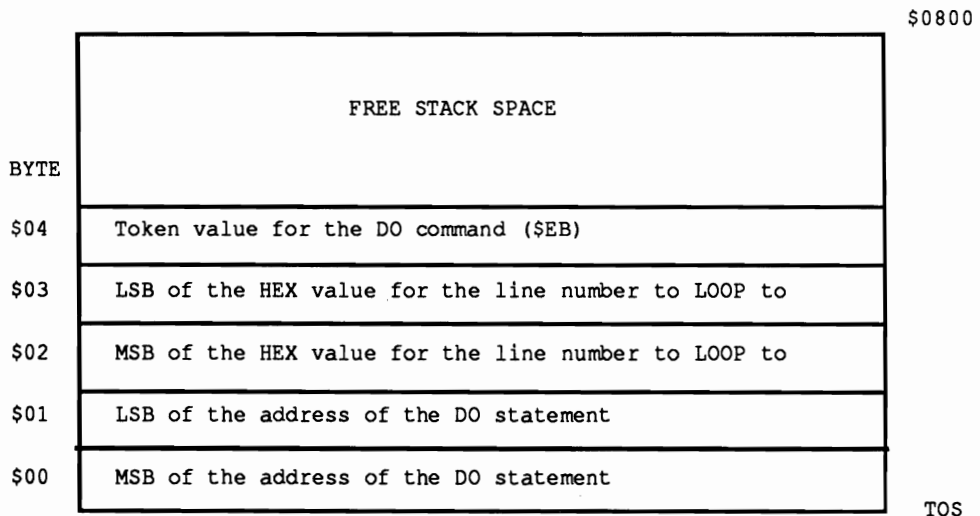 $0800
FREE STACK SPACE
BYTE
$04 Token value for the DO command ($EB)
$03 LSB of the HEX value for the line number to LOOP to
$02 MSB of the HEX value for the line number to LOOP to
$01 LSB of the address of the DO statement
$00 MSB of the address of the DO statement
TOS